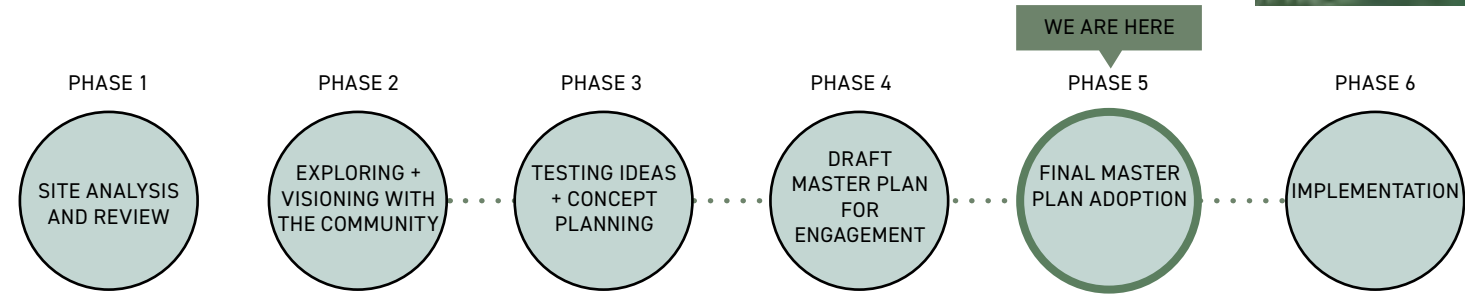 WE ARE HERE
PHASE 1
PHASE 2
PHASE 3
PHASE 4
PHASE 5
PHASE 6
SITE ANALYSIS
AND REVIEW
EXPLORING +
VISIONING WITH
THE COMMUNITY
TESTING IDEAS
+ CONCEPT
PLANNING
DRAFT
MASTER PLAN
FOR
ENGAGEMENT
FINAL MASTER
PLAN ADOPTION
IMPLEMENTATION